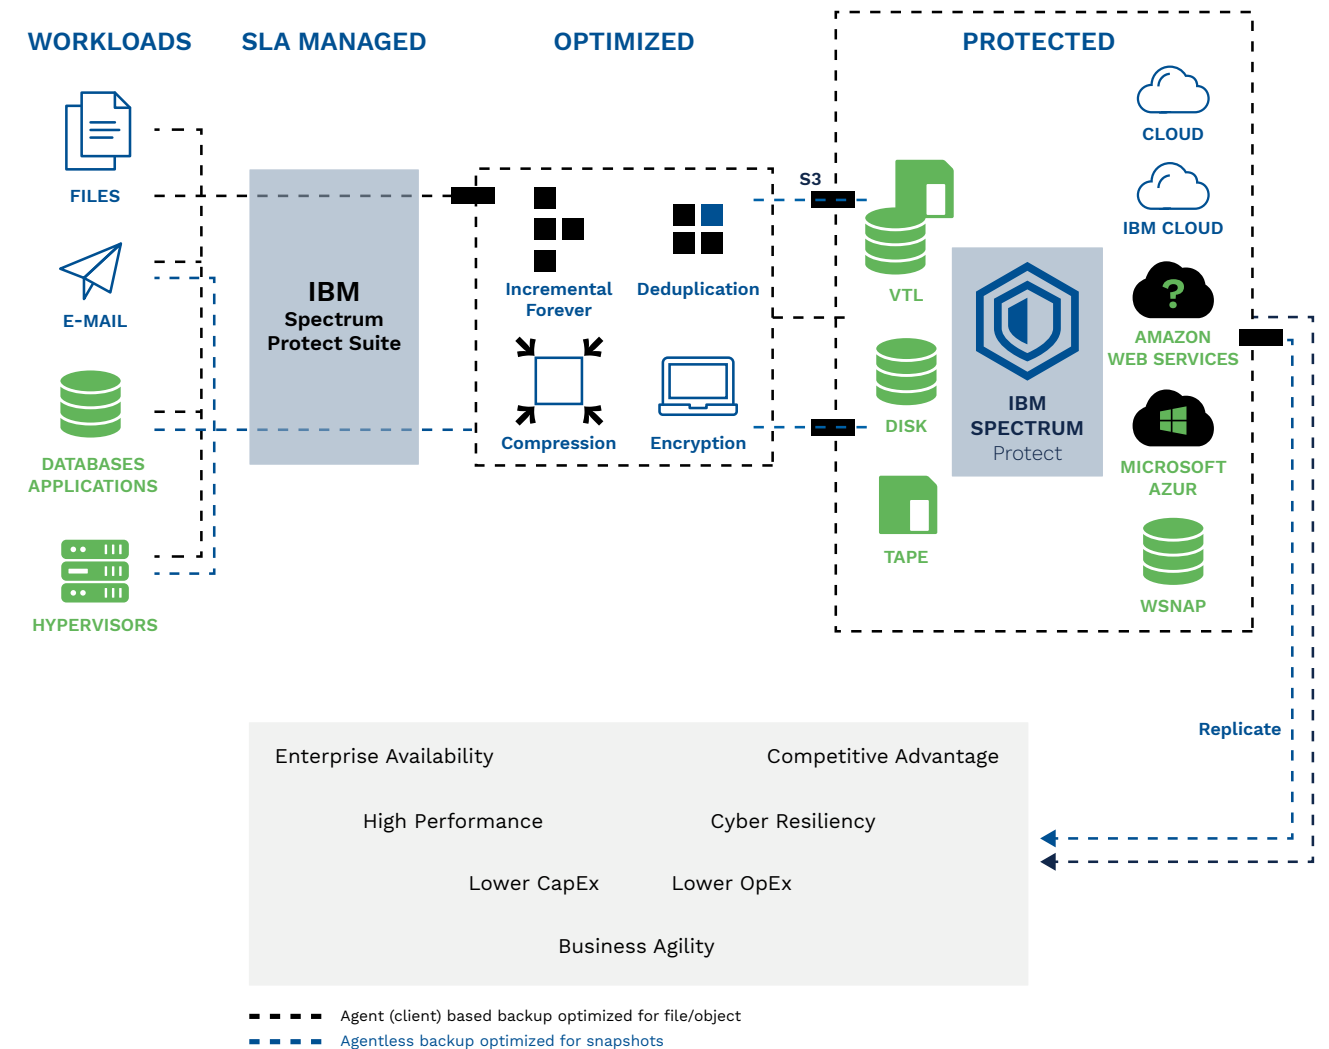 WORKLOADS
SLA MANAGED
OPTIMIZED
PROTECTED
FILES
E-MAIL
DATABASES
APPLICATIONS
HYPERVISORS
IBM
Spectrum
Protect Suite
Incremental
Forever
Deduplication
Compression
Encryption
S3
VTL
DISK
TAPE
IBM
SPECTRUM
Protect
CLOUD
IBM CLOUD
?
AMAZON
WEB SERVICES
MICROSOFT
AZUR
WSNAP
Replicate
Enterprise Availability
Competitive Advantage
High Performance
Cyber Resiliency
Lower CapEx
Lower OpEx
Business Agility
Agent (client) based backup optimized for file/object
Agentless backup optimized for snapshots